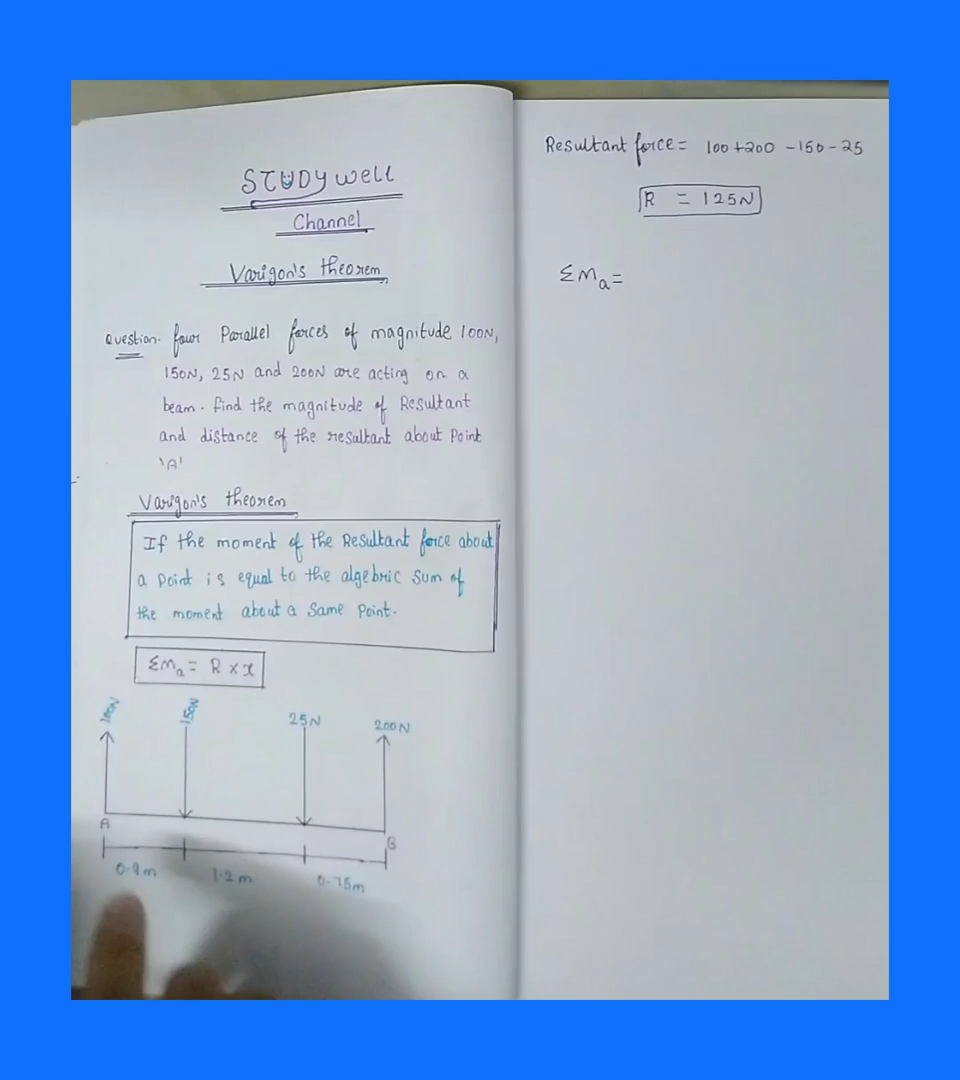 STUDY well
Channel
Varigon's theorem
Question. four Parallel forces of magnitude 100N,
150N, 25N and 200N are acting on a
beam. find the magnitude of Resultant
and distance of the resultant about Point
'A'
Varigon's theorem
If the moment of the Resultant force about
a point is equal to the algebric sum of
the moment about a same point.
ΣMa = R × x
100N 150N 25N 200N
A B
0.9m 1.2m 0.75m
Resultant force = 100+200 -150-25
R = 125N
ΣMa =